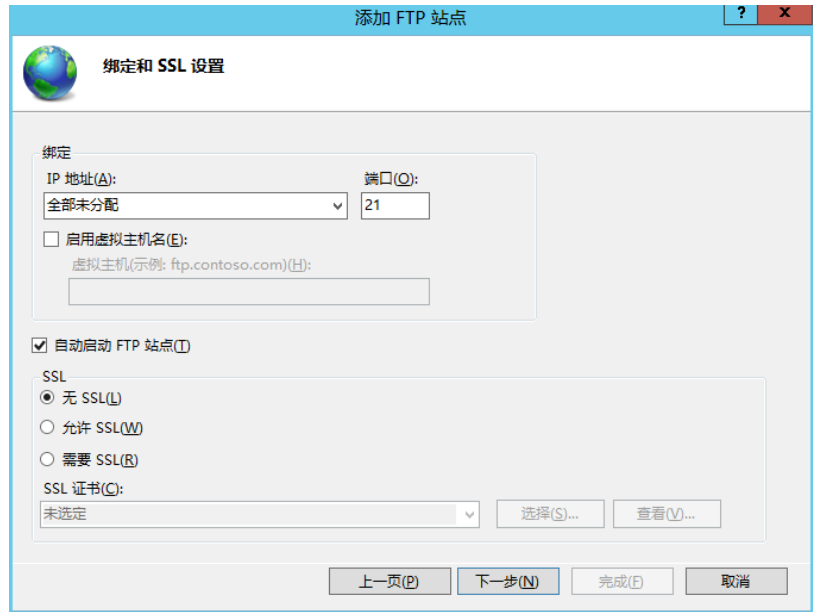 添加 FTP 站点
?
x
绑定和 SSL 设置
绑定
IP 地址(A): 端口(O):
全部未分配 21
启用虚拟主机名(E):
虚拟主机(示例: ftp.contoso.com)(H):
自动启动 FTP 站点(T)
SSL
无 SSL(L)
允许 SSL(W)
需要 SSL(R)
SSL 证书(C):
未选定 选择(S)... 查看(V)...
上一页(P) 下一步(N) 完成(F) 取消